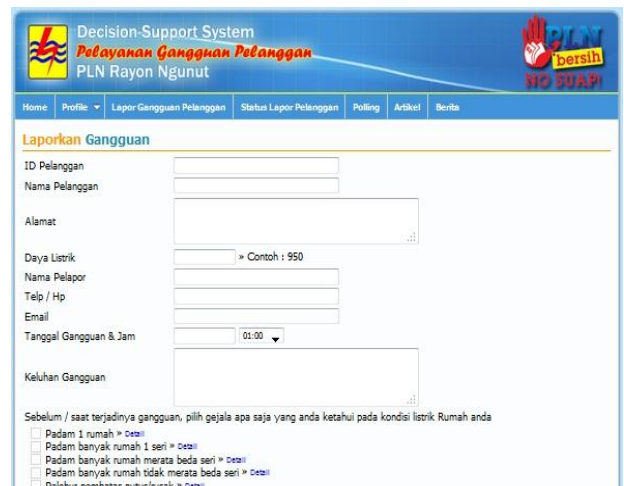 Decision-Support System
Pelayanan Gangguan Pelanggan
PLN Rayon Ngunut
PLN
bersih
NO SUAP!
Home Profile Lapor Gangguan Pelanggan Status Lapor Pelanggan Polling Artikel Berita
Laporkan Gangguan
ID Pelanggan
Nama Pelanggan
Alamat
Daya Listrik » Contoh : 950
Nama Pelapor
Telp / Hp
Email
Tanggal Gangguan & Jam 01:00
Keluhan Gangguan
Sebelum / saat terjadinya gangguan, pilih gejala apa saja yang anda ketahui pada kondisi listrik Rumah anda
Padam 1 rumah » Detail
Padam banyak rumah 1 seri » Detail
Padam banyak rumah merata beda seri » Detail
Padam banyak rumah tidak merata beda seri » Detail